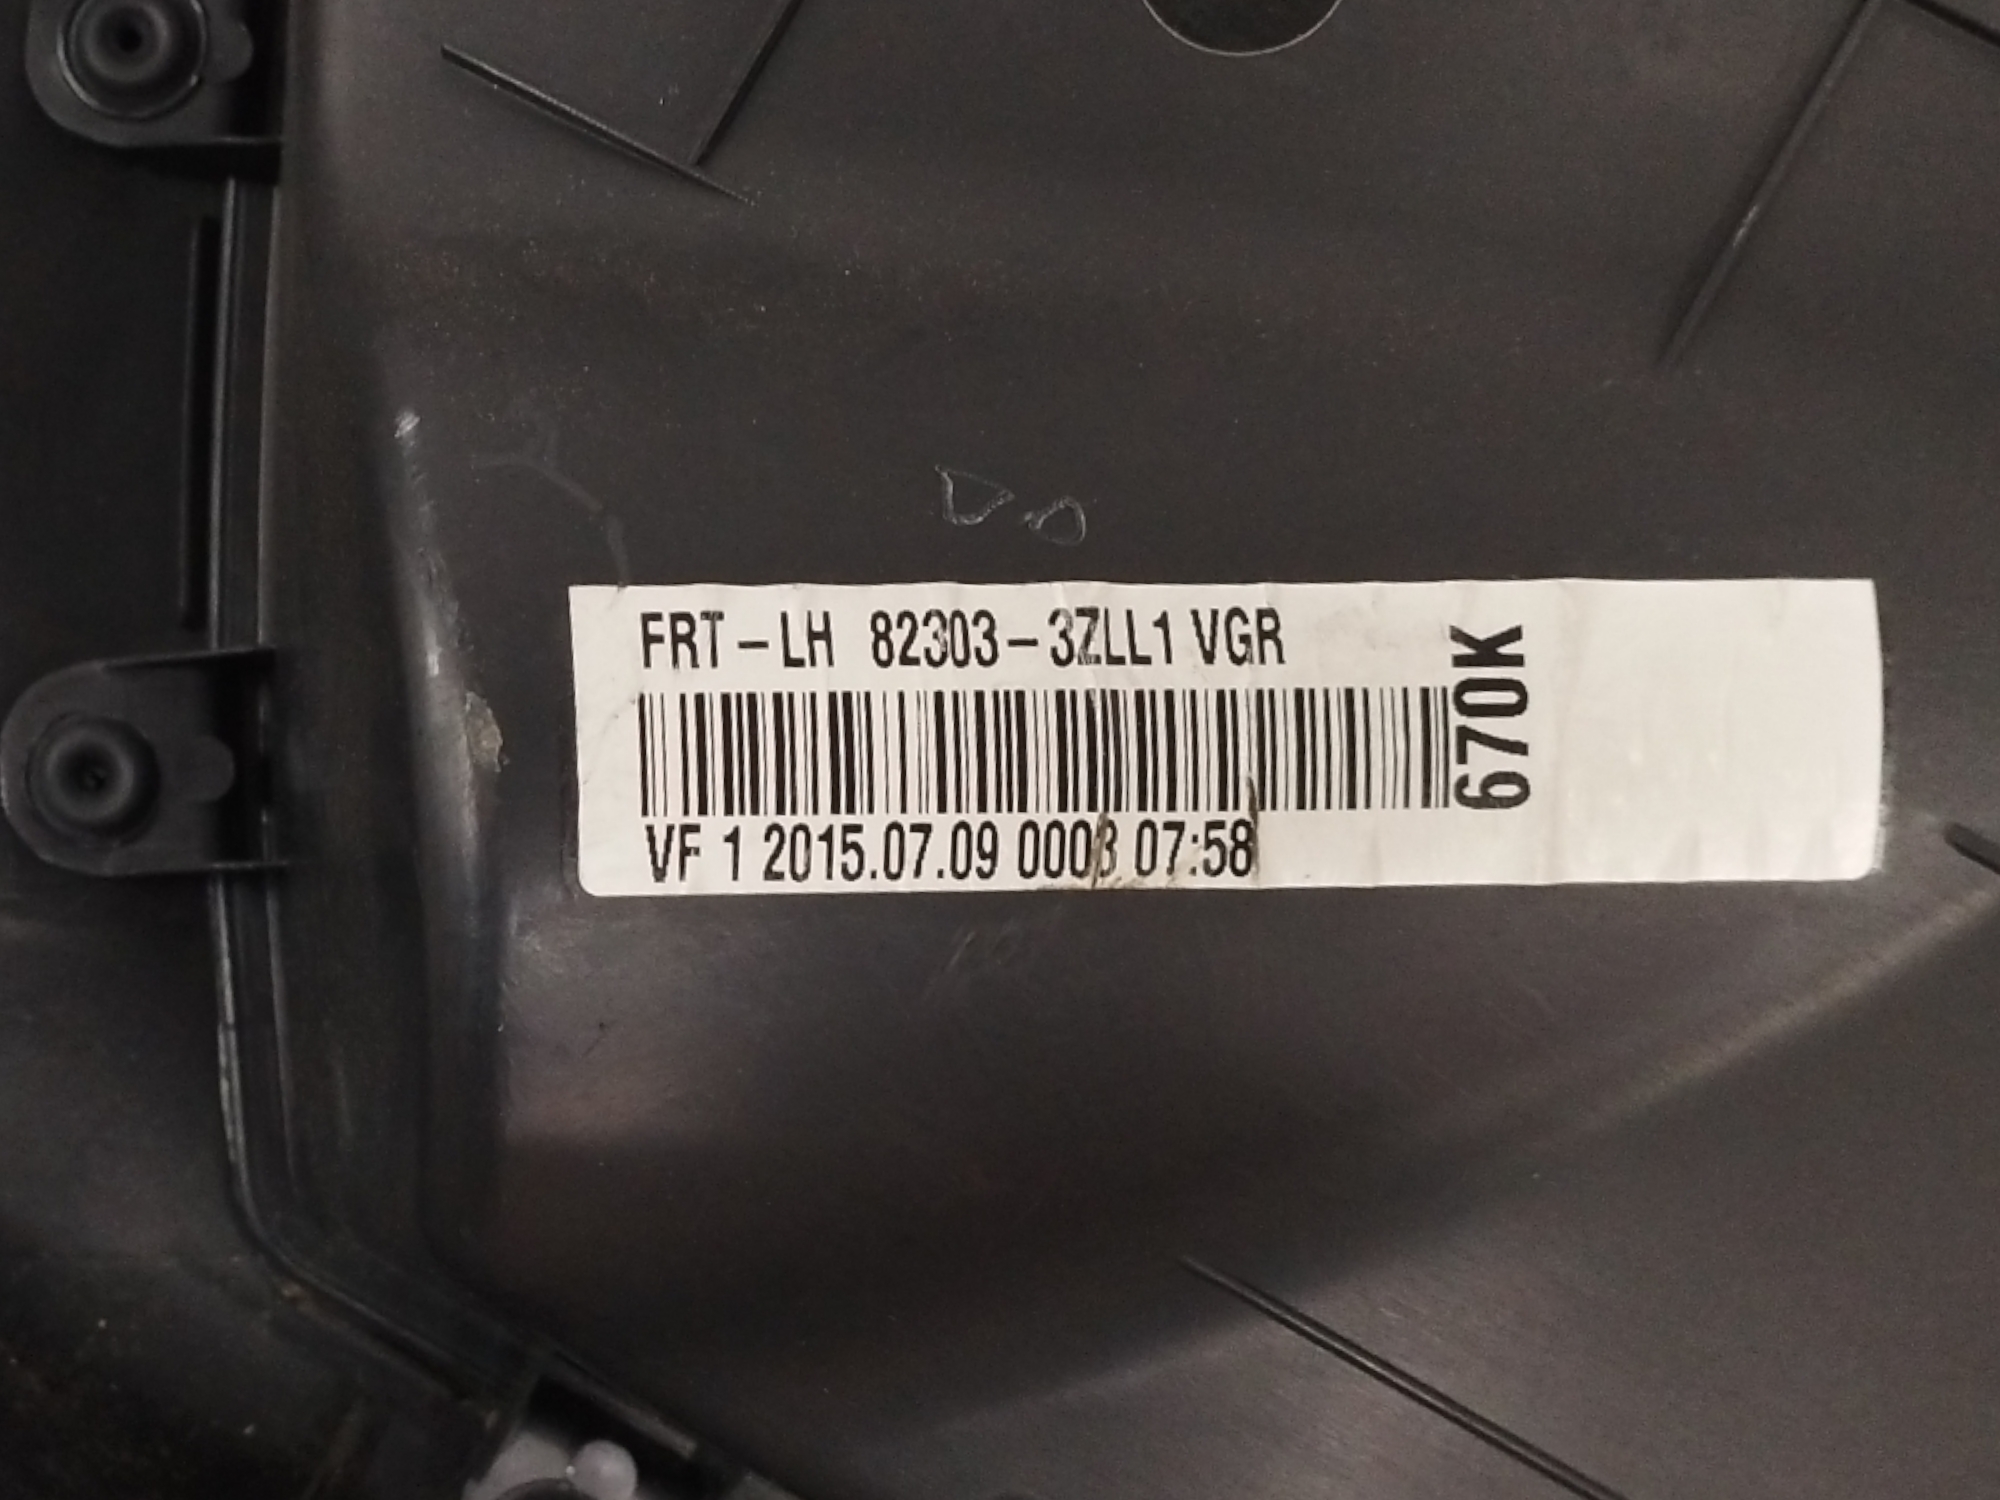 FRT-LH 82303-3ZLL1 VGR
670K
VF 1 2015.07.09 0003 07:58